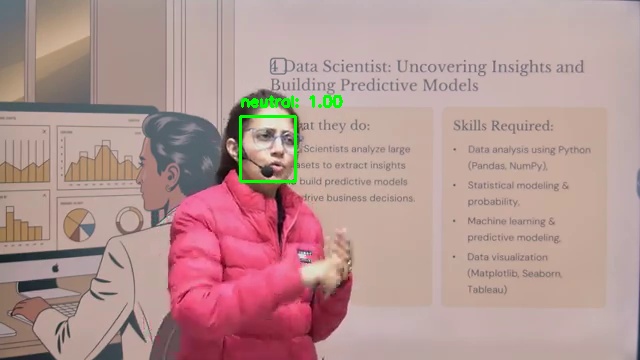 4 Data Scientist: Uncovering Insights and
Building Predictive Models
neutral: 1.00
at they do:
Scientists analyze large
asets to extract insights
build predictive models
drive business decisions.
Skills Required:
• Data analysis using Python
(Pandas, NumPy),
• Statistical modeling &
probability,
• Machine learning &
predictive modeling,
• Data visualization
(Matplotlib, Seaborn,
Tableau)